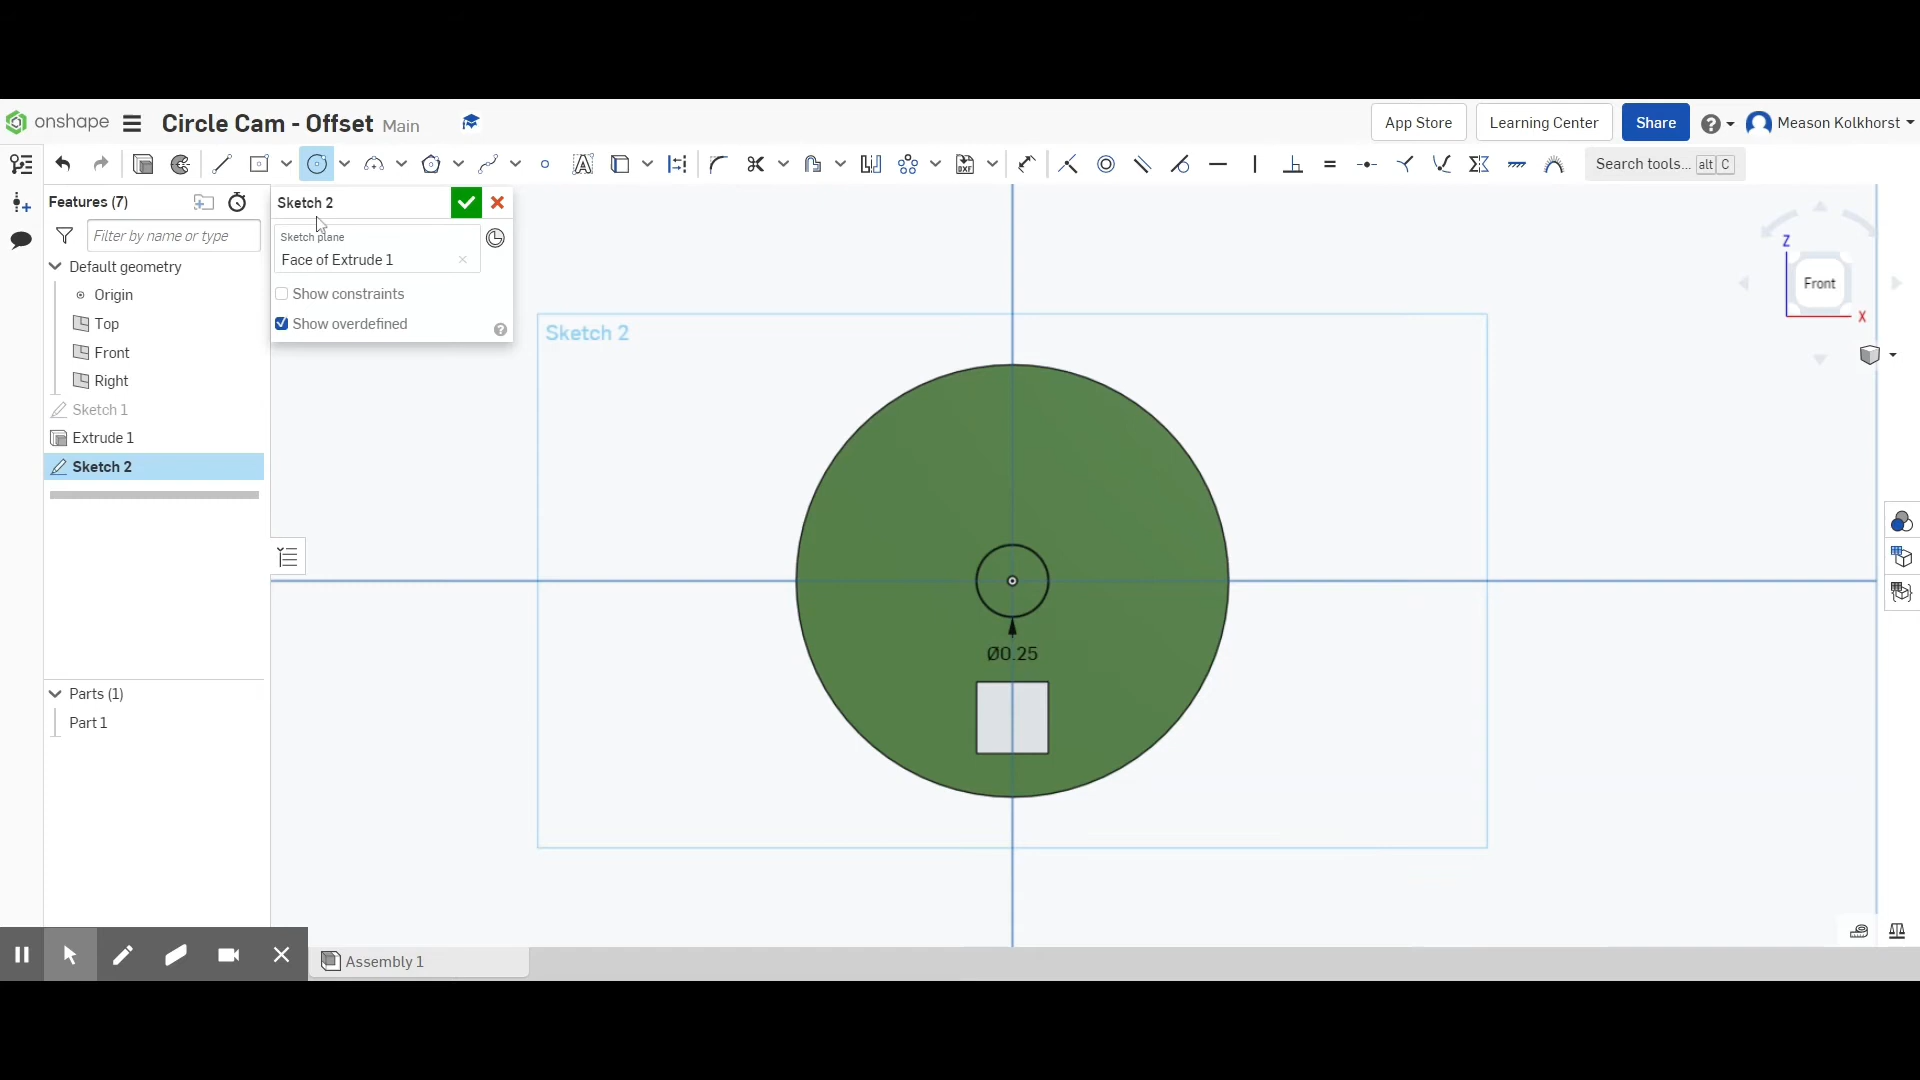 onshape
Circle Cam - Offset Main
App Store
Learning Center
Share
Meason Kolkhorst
Search tools... alt C
Features (7)
Filter by name or type
Default geometry
Origin
Top
Front
Right
Sketch 1
Extrude 1
Sketch 2
Parts (1)
Part 1
Sketch 2
Sketch plane
Face of Extrude 1
Show constraints
Show overdefined
Sketch 2
Ø0.25
Z
Front
X
Assembly 1